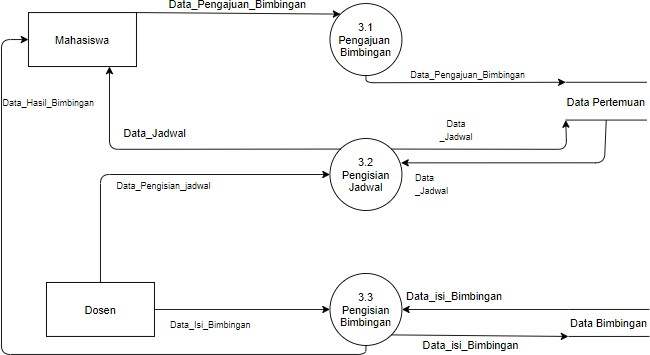 Data_Pengajuan_Bimbingan
Mahasiswa
3.1
Pengajuan
Bimbingan
Data_Pengajuan_Bimbingan
Data_Hasil_Bimbingan
Data Pertemuan
Data_Jadwal
Data
_Jadwal
3.2
Pengisian
Jadwal
Data
_Jadwal
Data_Pengisian_jadwal
Dosen
3.3
Pengisian
Bimbingan
Data_isi_Bimbingan
Data_Isi_Bimbingan
Data Bimbingan
Data_isi_Bimbingan